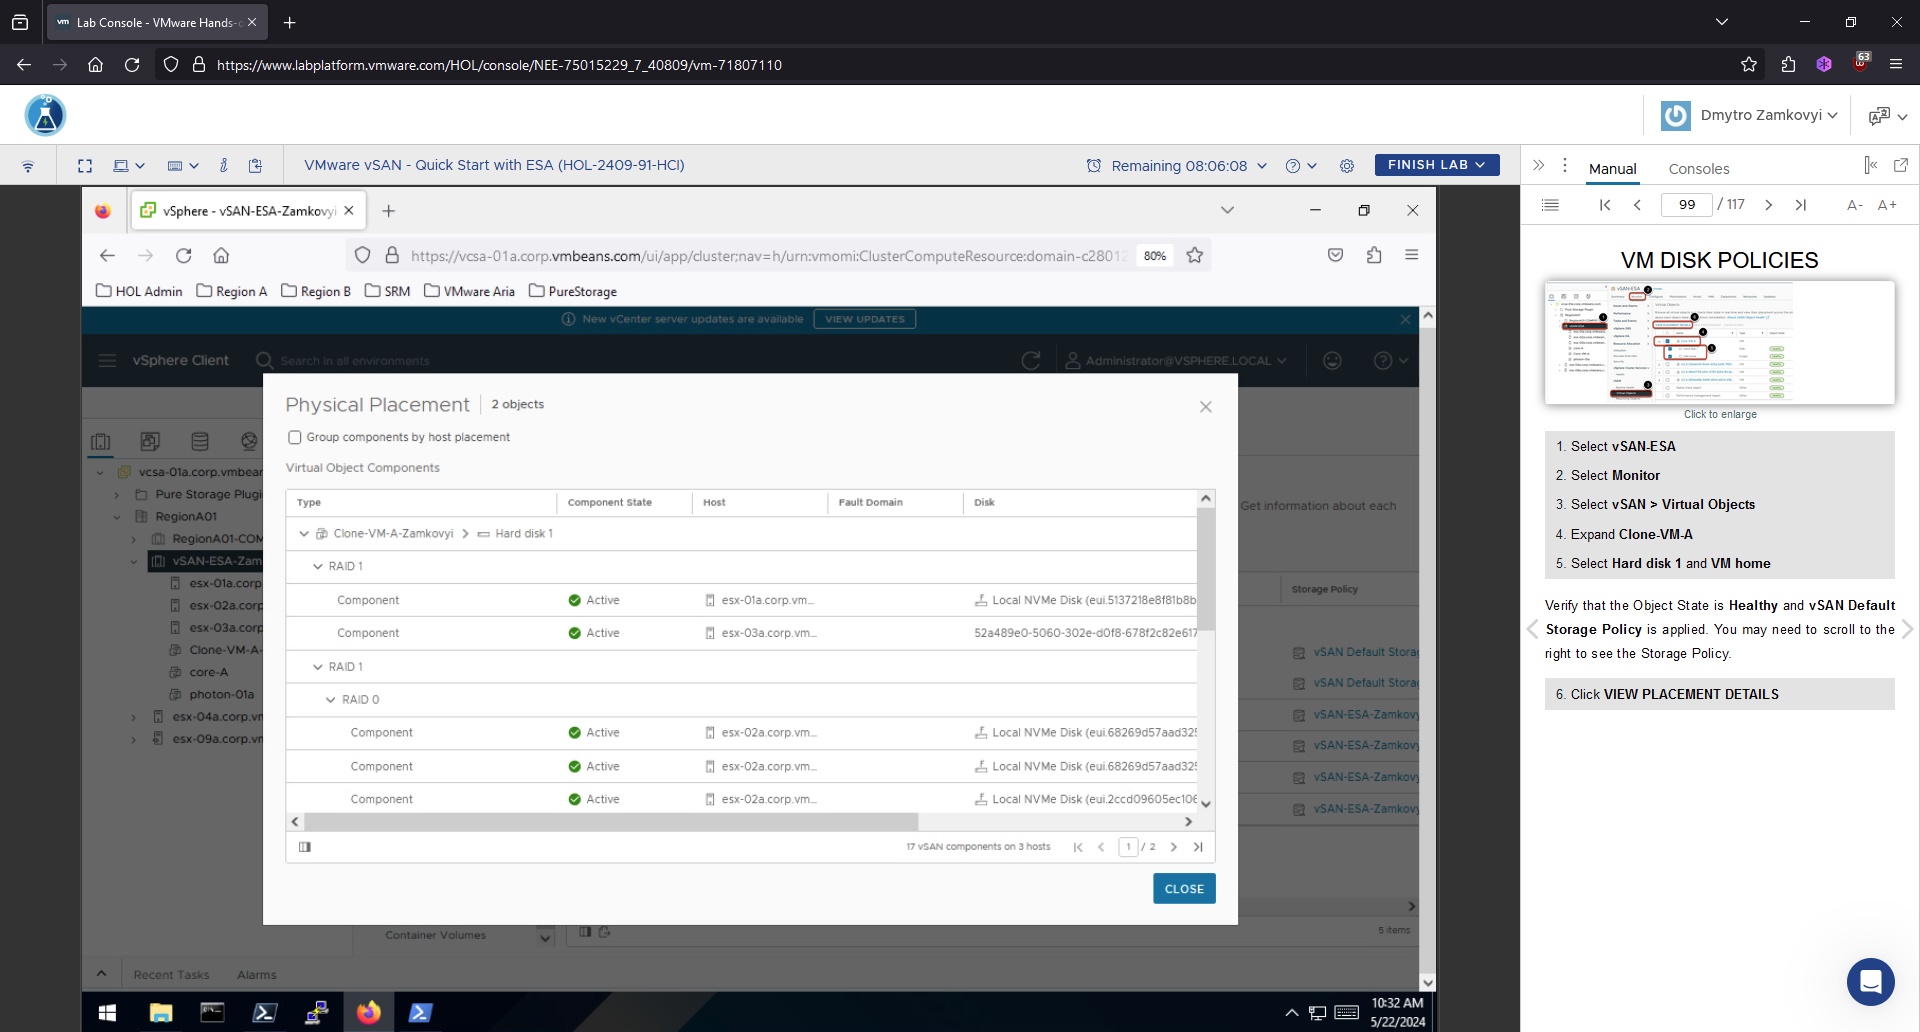 Lab Console - VMware Hands-o
https://www.labplatform.vmware.com/HOL/console/NEE-75015229_7_40809/vm-71807110
63
Dmytro Zamkovyi
VMware vSAN - Quick Start with ESA (HOL-2409-91-HCI)
Remaining 08:06:08
FINISH LAB
Manual
Consoles
99 / 117
A-
A+
vSphere - vSAN-ESA-Zamkovyi
https://vcsa-01a.corp.vmbeans.com/ui/app/cluster;nav=h/urn:vmomi:ClusterComputeResource:domain-c28012
80%
HOL Admin
Region A
Region B
SRM
VMware Aria
PureStorage
New vCenter server updates are available
VIEW UPDATES
vSphere Client
Search in all environments
Administrator@VSPHERE.LOCAL
vcsa-01a.corp.vmbean
Pure Storage Plugi
RegionA01
RegionA01-COM
vSAN-ESA-Zam
esx-01a.corp
esx-02a.corp
esx-03a.corp
Clone-VM-A-
core-A
photon-01a
esx-04a.corp.vm
esx-09a.corp.vm
Physical Placement
2 objects
Group components by host placement
Virtual Object Components
Type
Component State
Host
Fault Domain
Disk
Clone-VM-A-Zamkovyi > Hard disk 1
RAID 1
Component
Active
esx-01a.corp.vm...
Local NVMe Disk (eui.5137218e8f81b8b
Component
Active
esx-03a.corp.vm...
52a489e0-5060-302e-d0f8-678f2c82e617
RAID 1
RAID 0
Component
Active
esx-02a.corp.vm...
Local NVMe Disk (eui.68269d57aad325
Component
Active
esx-02a.corp.vm...
Local NVMe Disk (eui.68269d57aad325
Component
Active
esx-02a.corp.vm...
Local NVMe Disk (eui.2ccd09605ec106
17 vSAN components on 3 hosts
1 / 2
CLOSE
Get information about each
Storage Policy
vSAN Default Storag
vSAN Default Storag
vSAN-ESA-Zamkovy
vSAN-ESA-Zamkovy
vSAN-ESA-Zamkovy
vSAN-ESA-Zamkovy
Container Volumes
5 items
Recent Tasks
Alarms
10:32 AM
5/22/2024
VM DISK POLICIES
Click to enlarge
1. Select vSAN-ESA
2. Select Monitor
3. Select vSAN > Virtual Objects
4. Expand Clone-VM-A
5. Select Hard disk 1 and VM home
Verify that the Object State is Healthy and vSAN Default
Storage Policy is applied. You may need to scroll to the
right to see the Storage Policy.
6. Click VIEW PLACEMENT DETAILS